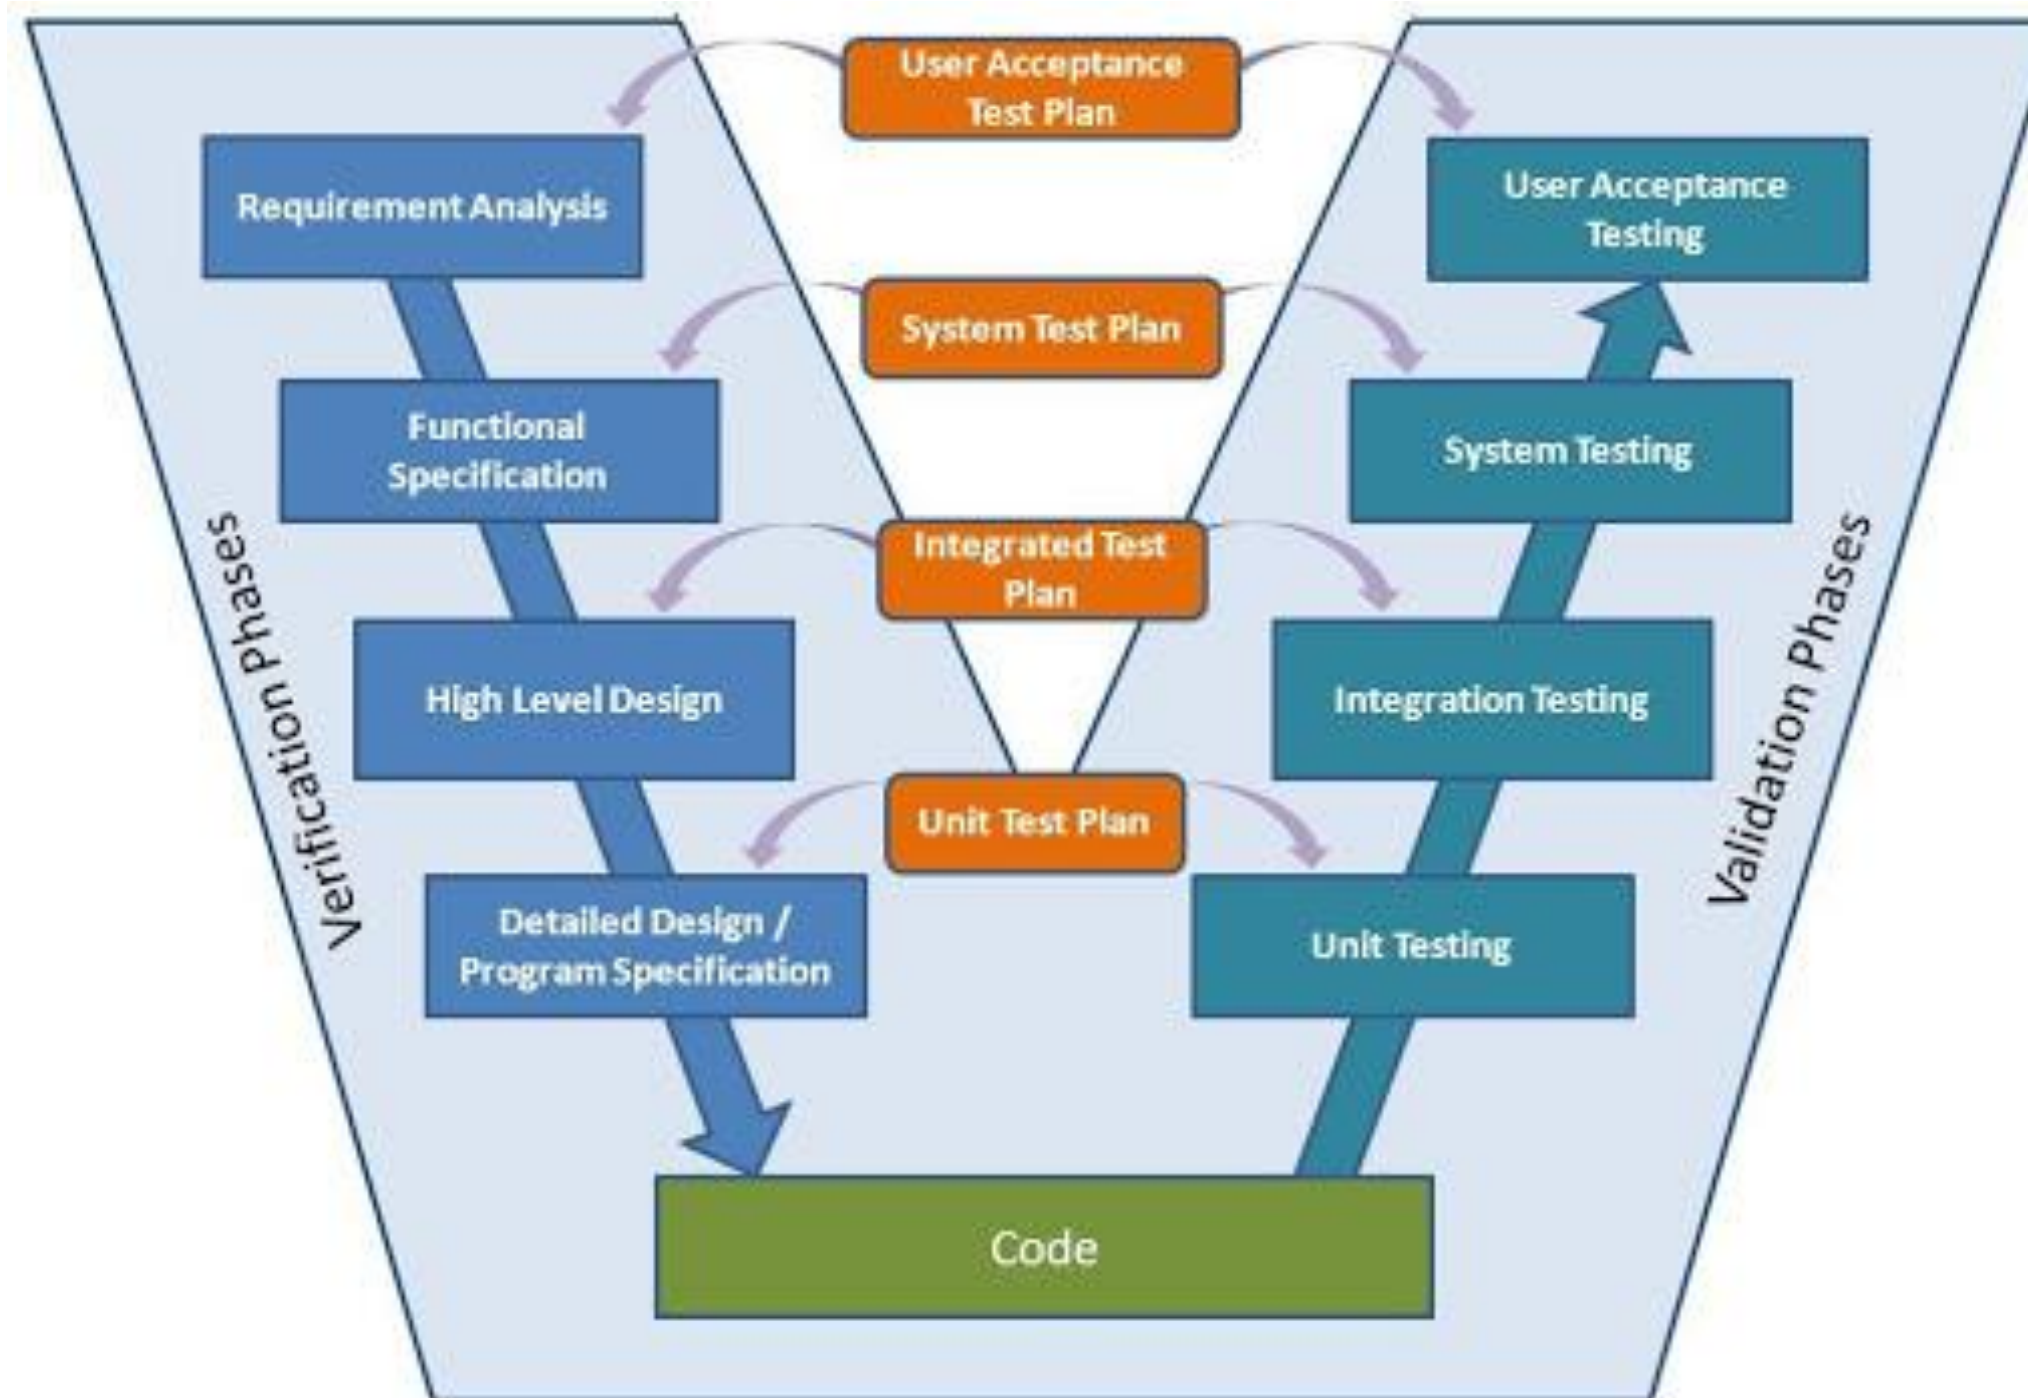 User Acceptance
Test Plan
Requirement Analysis
User Acceptance
Testing
System Test Plan
Functional
Specification
System Testing
Integrated Test
Plan
High Level Design
Integration Testing
Unit Test Plan
Detailed Design /
Program Specification
Unit Testing
Code
Verification Phases
Validation Phases